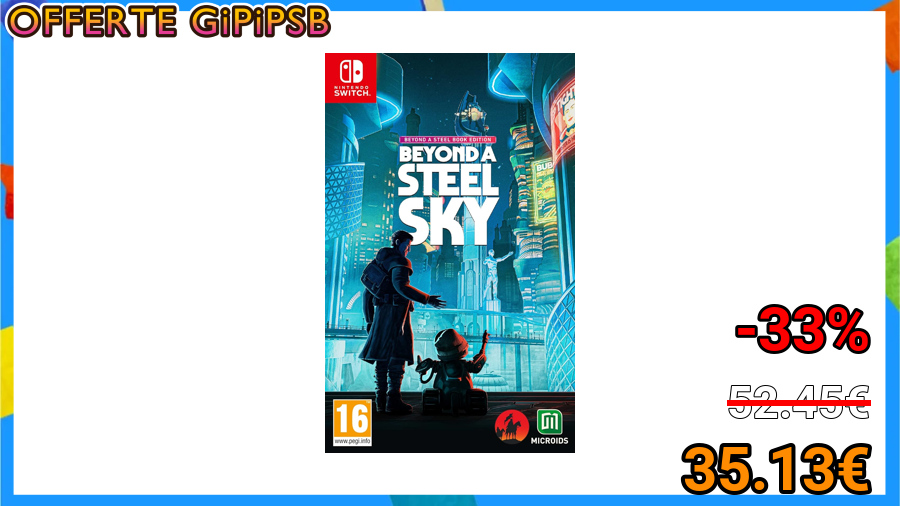 OFFERTE GiPiPSB
NINTENDO
SWITCH.
BEYOND A STEEL BOOK EDITION
BEYOND A
STEEL
SKY
BUB
16
www.pegi.info
MICROIDS
-33%
52.45€
35.13€